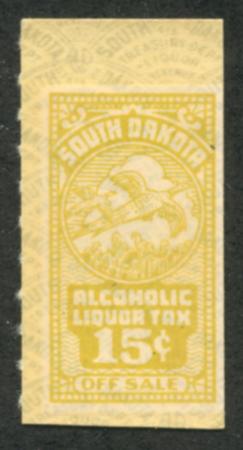 SOUTH DAKOTA
ALCOHOLIC
LIQUOR TAX
15¢
OFF SALE